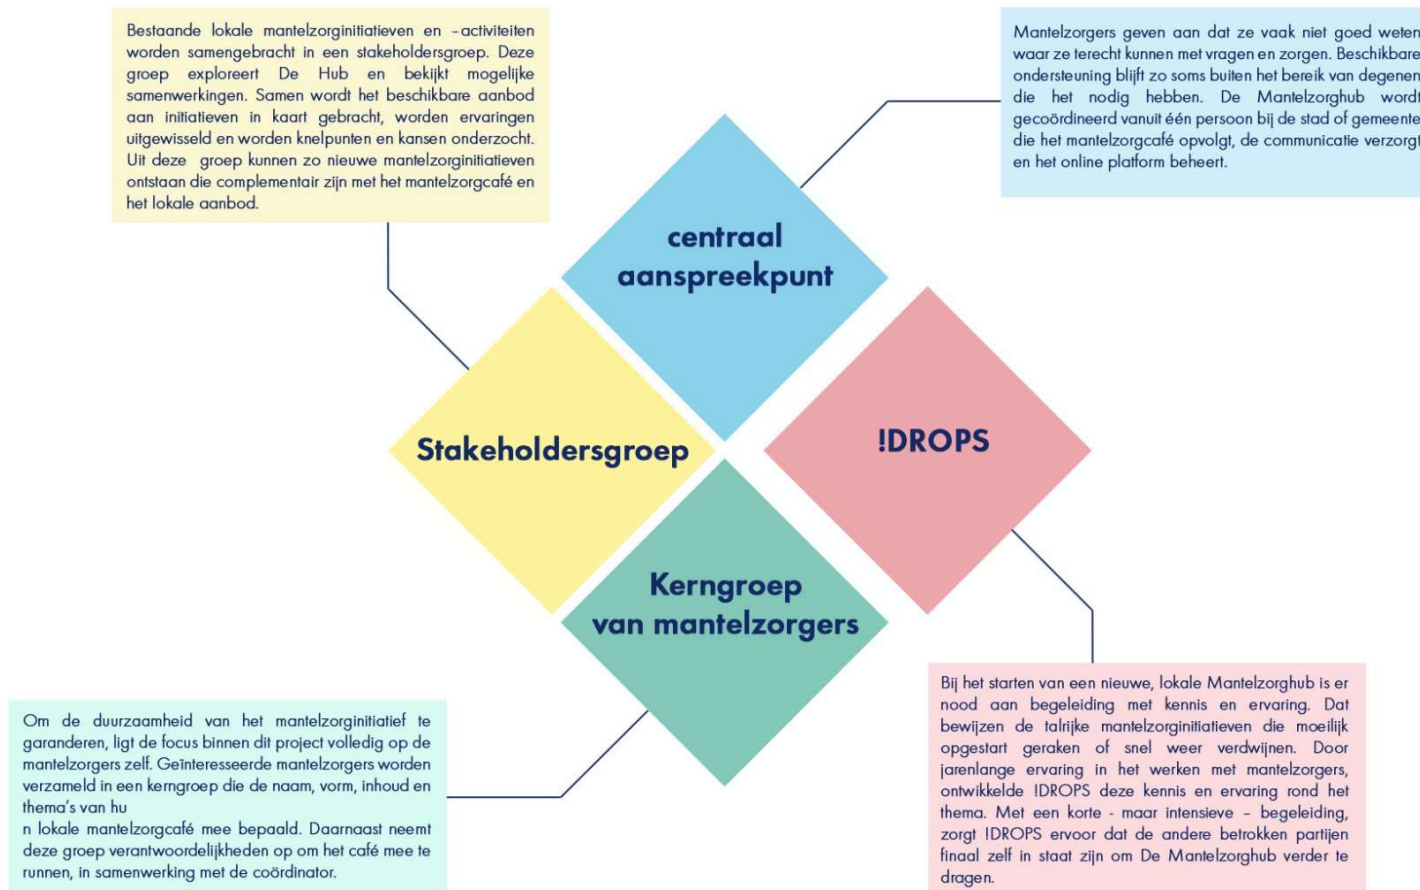 Bestaande lokale mantelzorginitiatieven en -activiteiten
worden samengebracht in een stakeholdersgroep. Deze
groep exploreert De Hub en bekijkt mogelijke
samenwerkingen. Samen wordt het beschikbare aanbod
aan initiatieven in kaart gebracht, worden ervaringen
uitgewisseld en worden knelpunten en kansen onderzocht.
Uit deze groep kunnen zo nieuwe mantelzorginitiatieven
ontstaan die complementair zijn met het mantelzorgcafé en
het lokale aanbod.
Mantelzorgers geven aan dat ze vaak niet goed weten
waar ze terecht kunnen met vragen en zorgen. Beschikbare
ondersteuning blijft zo soms buiten het bereik van degenen
die het nodig hebben. De Mantelzorghub wordt
gecoördineerd vanuit één persoon bij de stad of gemeente
die het mantelzorgcafé opvolgt, de communicatie verzorgt
en het online platform beheert.
centraal
aanspreekpunt
Stakeholdersgroep
!DROPS
Kerngroep
van mantelzorgers
Om de duurzaamheid van het mantelzorginitiatief te
garanderen, ligt de focus binnen dit project volledig op de
mantelzorgers zelf. Geïnteresseerde mantelzorgers worden
verzameld in een kerngroep die de naam, vorm, inhoud en
thema's van hu
n lokale mantelzorgcafé mee bepaald. Daarnaast neemt
deze groep verantwoordelijkheden op om het café mee te
runnen, in samenwerking met de coördinator.
Bij het starten van een nieuwe, lokale Mantelzorghub is er
nood aan begeleiding met kennis en ervaring. Dat
bewijzen de talrijke mantelzorginitiatieven die moeilijk
opgestart geraken of snel weer verdwijnen. Door
jarenlange ervaring in het werken met mantelzorgers,
ontwikkelde !DROPS deze kennis en ervaring rond het
thema. Met een korte - maar intensieve - begeleiding,
zorgt !DROPS ervoor dat de andere betrokken partijen
finaal zelf in staat zijn om De Mantelzorghub verder te
dragen.